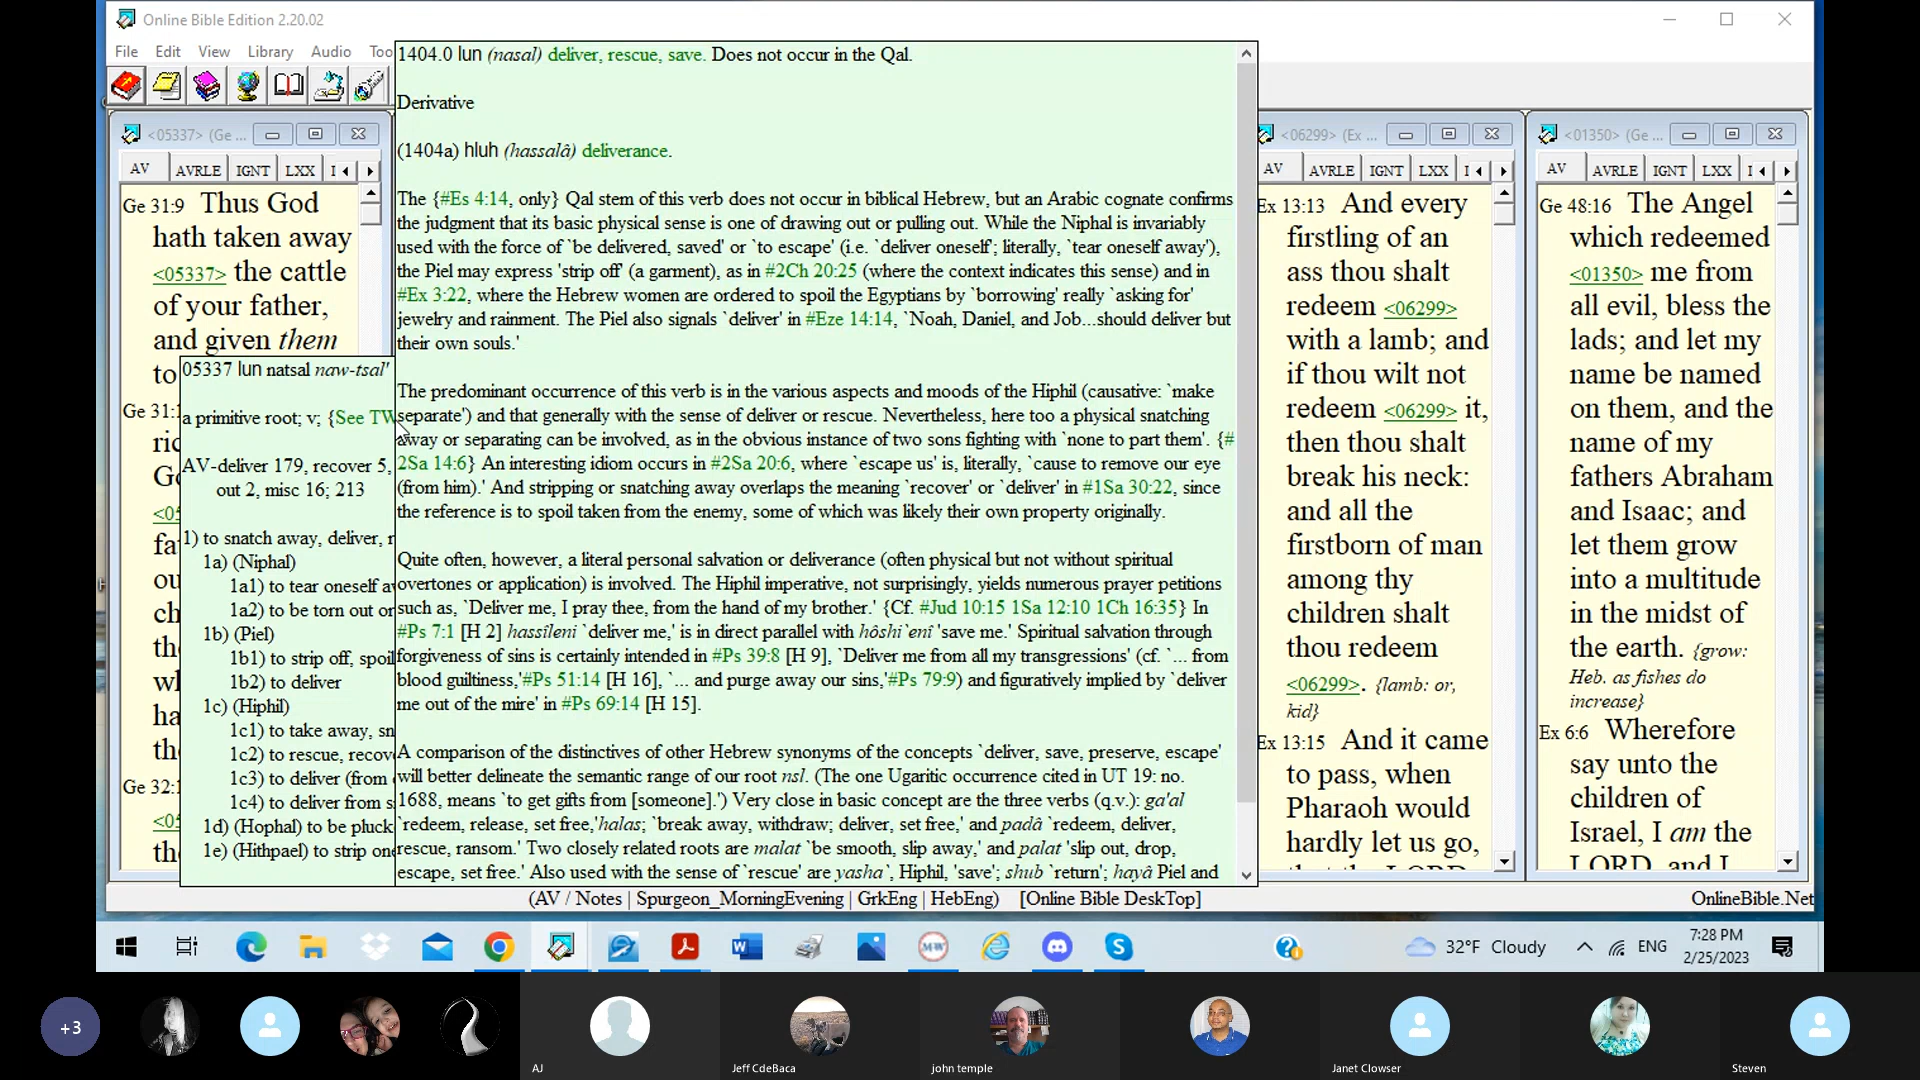 Online Bible Edition 2.20.02
File Edit View Library Audio Too
<05337> (Ge ...
AV AVRLE IGNT LXX I
Ge 31:9 Thus God
hath taken away
<05337> the cattle
of your father,
and given them
to
Ge 31:1
ric
Go
<05
fat
ou
ch
the
wh
ha
the
Ge 32:1
<05
the
05337 lun natsal naw-tsal'
a primitive root; v; {See TW
AV-deliver 179, recover 5,
out 2, misc 16; 213
1) to snatch away, deliver, r
1a) (Niphal)
1a1) to tear oneself av
1a2) to be torn out or
1b) (Piel)
1b1) to strip off, spoil
1b2) to deliver
1c) (Hiphil)
1c1) to take away, sn
1c2) to rescue, recov
1c3) to deliver (from
1c4) to deliver from s
1d) (Hophal) to be pluck
1e) (Hithpael) to strip one
1404.0 lun (nasal) deliver, rescue, save. Does not occur in the Qal.
Derivative
(1404a) hluh (hassalâ) deliverance.
The {#Es 4:14, only} Qal stem of this verb does not occur in biblical Hebrew, but an Arabic cognate confirms
the judgment that its basic physical sense is one of drawing out or pulling out. While the Niphal is invariably
used with the force of `be delivered, saved' or `to escape' (i.e. `deliver oneself'; literally, `tear oneself away'),
the Piel may express 'strip off' (a garment), as in #2Ch 20:25 (where the context indicates this sense) and in
#Ex 3:22, where the Hebrew women are ordered to spoil the Egyptians by `borrowing' really `asking for'
jewelry and rainment. The Piel also signals `deliver' in #Eze 14:14, `Noah, Daniel, and Job...should deliver but
their own souls.'
The predominant occurrence of this verb is in the various aspects and moods of the Hiphil (causative: `make
separate') and that generally with the sense of deliver or rescue. Nevertheless, here too a physical snatching
away or separating can be involved, as in the obvious instance of two sons fighting with `none to part them'. {#
2Sa 14:6} An interesting idiom occurs in #2Sa 20:6, where `escape us' is, literally, `cause to remove our eye
(from him).' And stripping or snatching away overlaps the meaning `recover' or `deliver' in #1Sa 30:22, since
the reference is to spoil taken from the enemy, some of which was likely their own property originally.
Quite often, however, a literal personal salvation or deliverance (often physical but not without spiritual
overtones or application) is involved. The Hiphil imperative, not surprisingly, yields numerous prayer petitions
such as, `Deliver me, I pray thee, from the hand of my brother.' {Cf. #Jud 10:15 1Sa 12:10 1Ch 16:35} In
#Ps 7:1 [H 2] hassîlenî `deliver me,' is in direct parallel with hôshî`enî 'save me.' Spiritual salvation through
forgiveness of sins is certainly intended in #Ps 39:8 [H 9], `Deliver me from all my transgressions' (cf. `... from
blood guiltiness,'#Ps 51:14 [H 16], `... and purge away our sins,'#Ps 79:9) and figuratively implied by `deliver
me out of the mire' in #Ps 69:14 [H 15].
A comparison of the distinctives of other Hebrew synonyms of the concepts `deliver, save, preserve, escape'
will better delineate the semantic range of our root nsl. (The one Ugaritic occurrence cited in UT 19: no.
1688, means `to get gifts from [someone].') Very close in basic concept are the three verbs (q.v.): ga'al
`redeem, release, set free,'halas; `break away, withdraw; deliver, set free,' and padâ `redeem, deliver,
rescue, ransom.' Two closely related roots are malat `be smooth, slip away,' and palat 'slip out, drop,
escape, set free.' Also used with the sense of `rescue' are yasha`, Hiphil, 'save'; shub `return'; hayâ Piel and
<06299> (Ex ...
AV AVRLE IGNT LXX I
Ex 13:13 And every
firstling of an
ass thou shalt
redeem <06299>
with a lamb; and
if thou wilt not
redeem <06299> it,
then thou shalt
break his neck:
and all the
firstborn of man
among thy
children shalt
thou redeem
<06299>. {lamb: or,
kid}
Ex 13:15 And it came
to pass, when
Pharaoh would
hardly let us go,
that the LORD
<01350> (Ge ...
AV AVRLE IGNT LXX I
Ge 48:16 The Angel
which redeemed
<01350> me from
all evil, bless the
lads; and let my
name be named
on them, and the
name of my
fathers Abraham
and Isaac; and
let them grow
into a multitude
in the midst of
the earth. {grow:
Heb. as fishes do
increase}
Ex 6:6 Wherefore
say unto the
children of
Israel, I am the
LORD, and I
(AV / Notes | Spurgeon_MorningEvening | GrkEng | HebEng) [Online Bible DeskTop]
OnlineBible.Net
MW
32°F Cloudy
ENG
7:28 PM
2/25/2023
+3
AJ
Jeff CdeBaca
john temple
Janet Clowser
Steven